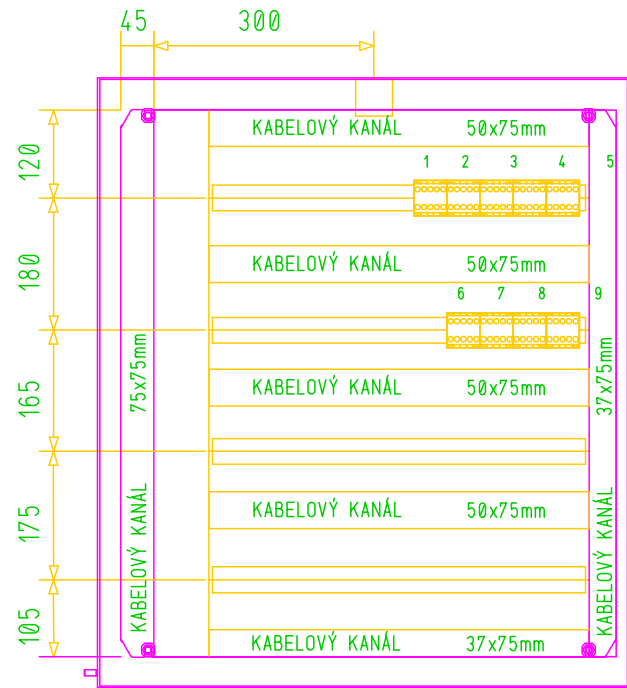 45 300
KABELOVÝ KANÁL 50x75mm
1 2 3 4 5
120
KABELOVÝ KANÁL 50x75mm
180
6 7 8 9
75x75mm
37x75mm
KABELOVÝ KANÁL 50x75mm
165
KABELOVÝ KANÁL
KABELOVÝ KANÁL
KABELOVÝ KANÁL 50x75mm
175
KABELOVÝ KANÁL 37x75mm
105